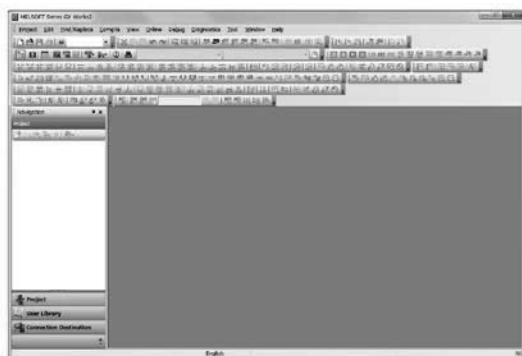 MELSOFT Series GX Works2
Project Edit Find/Replace Compile View Online Debug Diagnostics Tool Window Help
Navigation
Project
Project
User Library
Connection Destination
English